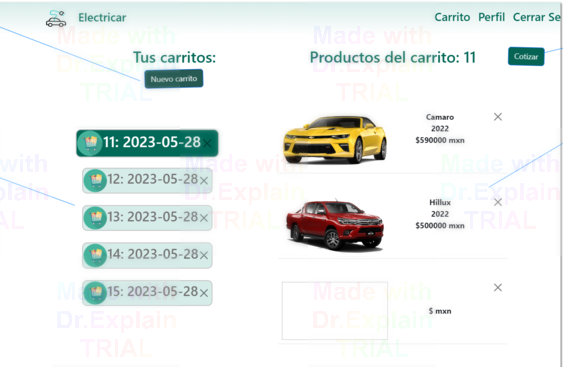 Electricar
Carrito Perfil Cerrar Se
Tus carritos:
Nuevo carrito
Productos del carrito: 11
Cotizar
11: 2023-05-28
12: 2023-05-28
13: 2023-05-28
14: 2023-05-28
15: 2023-05-28
Camaro
2022
$590000 mxn
Hillux
2022
$500000 mxn
$ mxn
Made with
Dr.Explain
TRIAL
Made with
Dr.Explain
TRIAL
with
plain
AL
Made with
Dr.Explain
TRIAL
Made with
Dr.Explain
TRIAL
Made with
Dr.Explain
TRIAL
Made with
Dr.Explain
TRIAL